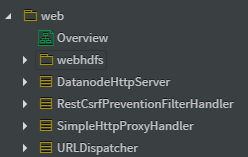 web
Overview
webhdfs
DatanodeHttpServer
RestCsrfPreventionFilterHandler
SimpleHttpProxyHandler
URLDispatcher